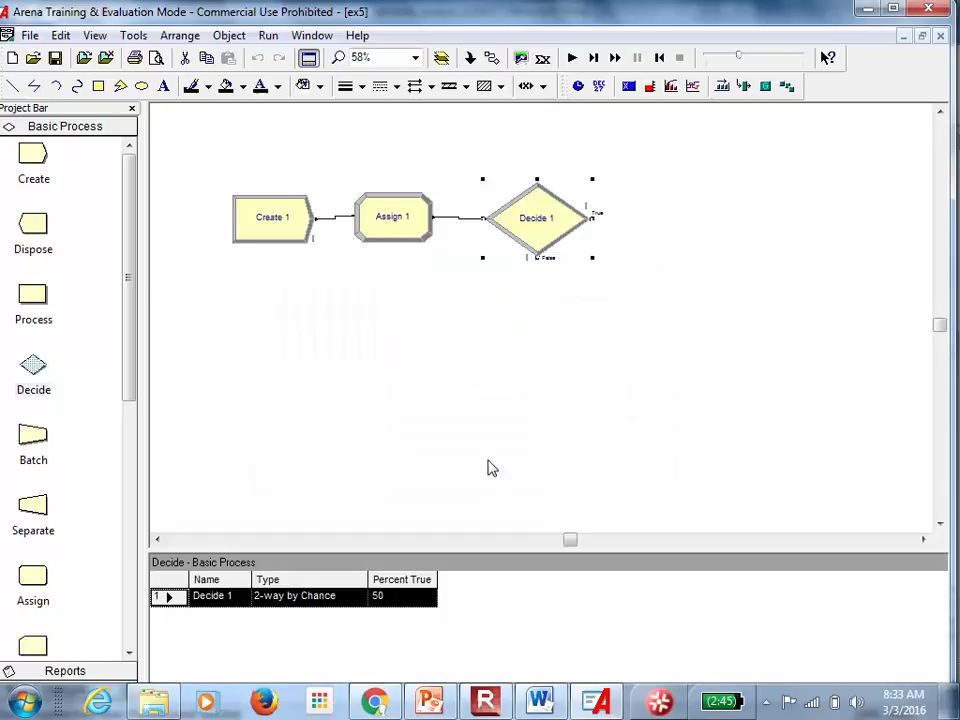 Arena Training & Evaluation Mode - Commercial Use Prohibited - [ex5]
File Edit View Tools Arrange Object Run Window Help
58%
Project Bar
Basic Process
Create
Dispose
Process
Decide
Batch
Separate
Assign
Reports
Create 1
Assign 1
Decide 1
True
False
Decide - Basic Process
Name Type Percent True
1 Decide 1 2-way by Chance 50
(2:45)
8:33 AM
3/3/2016